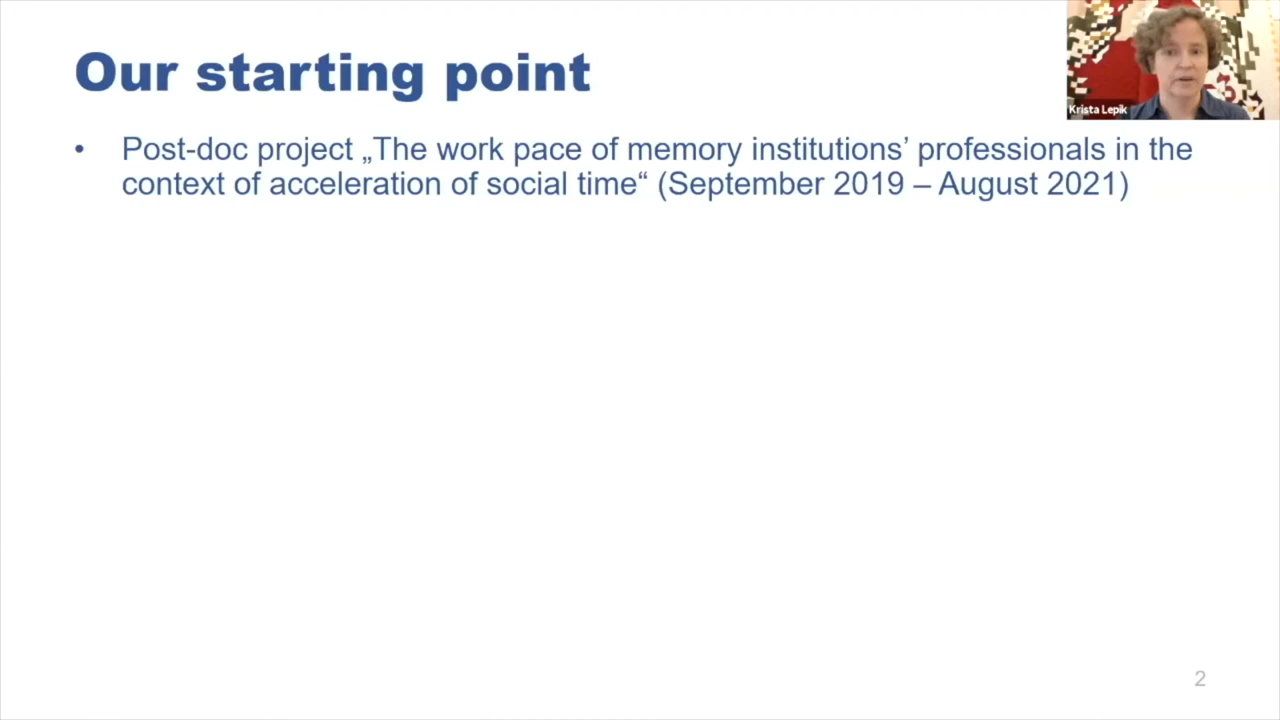 Our starting point
Krista Lepik
• Post-doc project „The work pace of memory institutions’ professionals in the
context of acceleration of social time“ (September 2019 – August 2021)
2